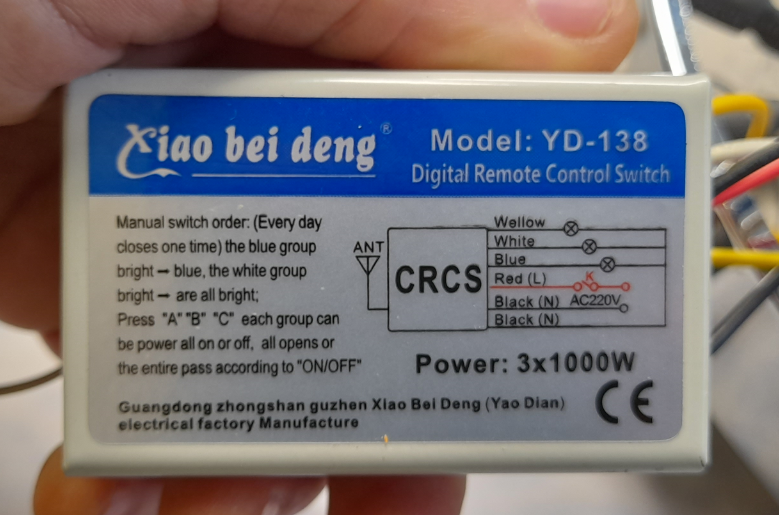 Xiao bei deng®
Model: YD-138
Digital Remote Control Switch
Manual switch order: (Every day
closes one time) the blue group
bright → blue, the white group
bright → are all bright;
Press "A" "B" "C" each group can
be power all on or off, all opens or
the entire pass according to "ON/OFF"
ANT
CRCS
Wellow
White
Blue
Red (L)
K
Black (N) AC220V
Black (N)
Power: 3x1000W
Guangdong zhongshan guzhen Xiao Bei Deng (Yao Dian)
electrical factory Manufacture
CE